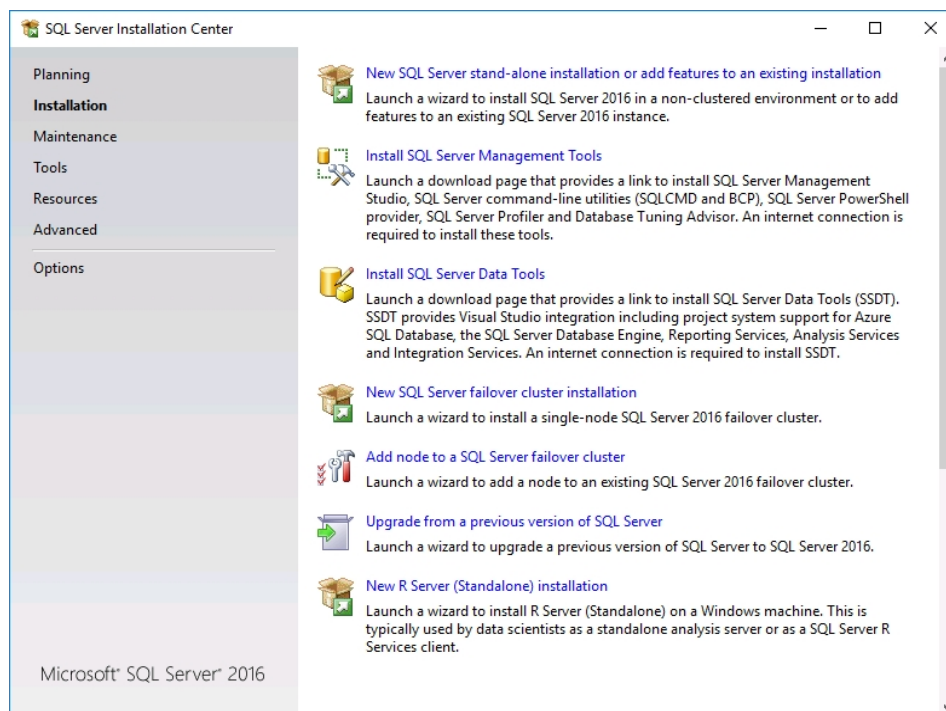 SQL Server Installation Center
Planning
Installation
Maintenance
Tools
Resources
Advanced
Options
Microsoft® SQL Server® 2016
New SQL Server stand-alone installation or add features to an existing installation
Launch a wizard to install SQL Server 2016 in a non-clustered environment or to add
features to an existing SQL Server 2016 instance.
Install SQL Server Management Tools
Launch a download page that provides a link to install SQL Server Management
Studio, SQL Server command-line utilities (SQLCMD and BCP), SQL Server PowerShell
provider, SQL Server Profiler and Database Tuning Advisor. An internet connection is
required to install these tools.
Install SQL Server Data Tools
Launch a download page that provides a link to install SQL Server Data Tools (SSDT).
SSDT provides Visual Studio integration including project system support for Azure
SQL Database, the SQL Server Database Engine, Reporting Services, Analysis Services
and Integration Services. An internet connection is required to install SSDT.
New SQL Server failover cluster installation
Launch a wizard to install a single-node SQL Server 2016 failover cluster.
Add node to a SQL Server failover cluster
Launch a wizard to add a node to an existing SQL Server 2016 failover cluster.
Upgrade from a previous version of SQL Server
Launch a wizard to upgrade a previous version of SQL Server to SQL Server 2016.
New R Server (Standalone) installation
Launch a wizard to install R Server (Standalone) on a Windows machine. This is
typically used by data scientists as a standalone analysis server or as a SQL Server R
Services client.